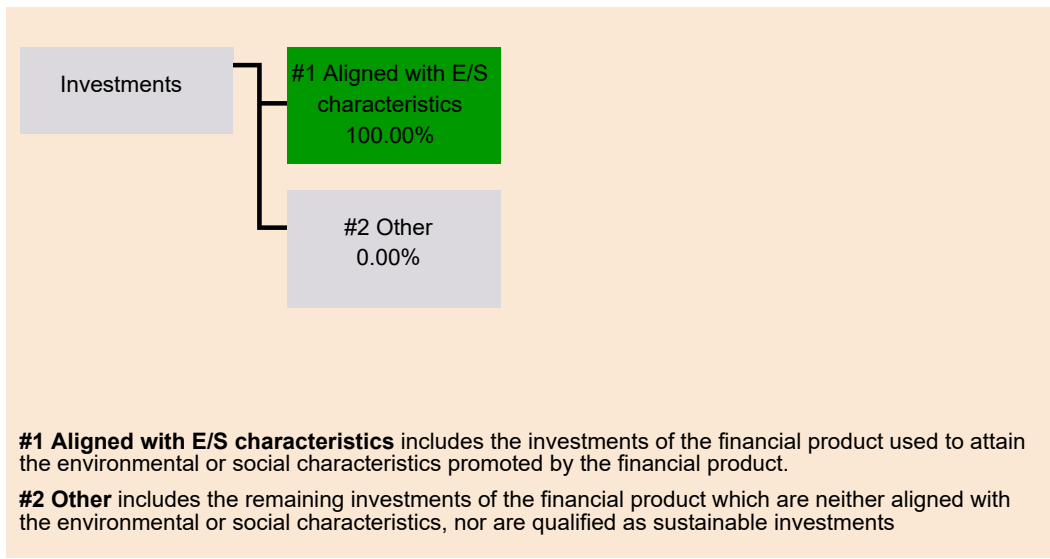 Investments
#1 Aligned with E/S
characteristics
100.00%
#2 Other
0.00%
#1 Aligned with E/S characteristics includes the investments of the financial product used to attain
the environmental or social characteristics promoted by the financial product.
#2 Other includes the remaining investments of the financial product which are neither aligned with
the environmental or social characteristics, nor are qualified as sustainable investments